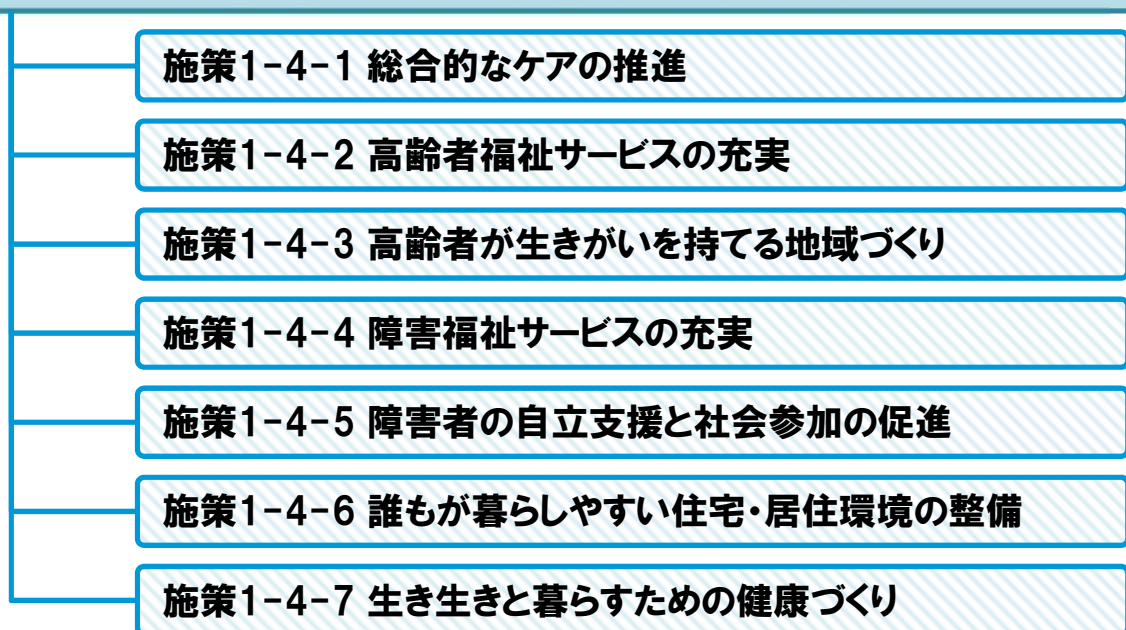 施策1-4-1 総合的なケアの推進
施策1-4-2 高齢者福祉サービスの充実
施策1-4-3 高齢者が生きがいを持てる地域づくり
施策1-4-4 障害福祉サービスの充実
施策1-4-5 障害者の自立支援と社会参加の促進
施策1-4-6 誰もが暮らしやすい住宅・居住環境の整備
施策1-4-7 生き生きと暮らすための健康づくり